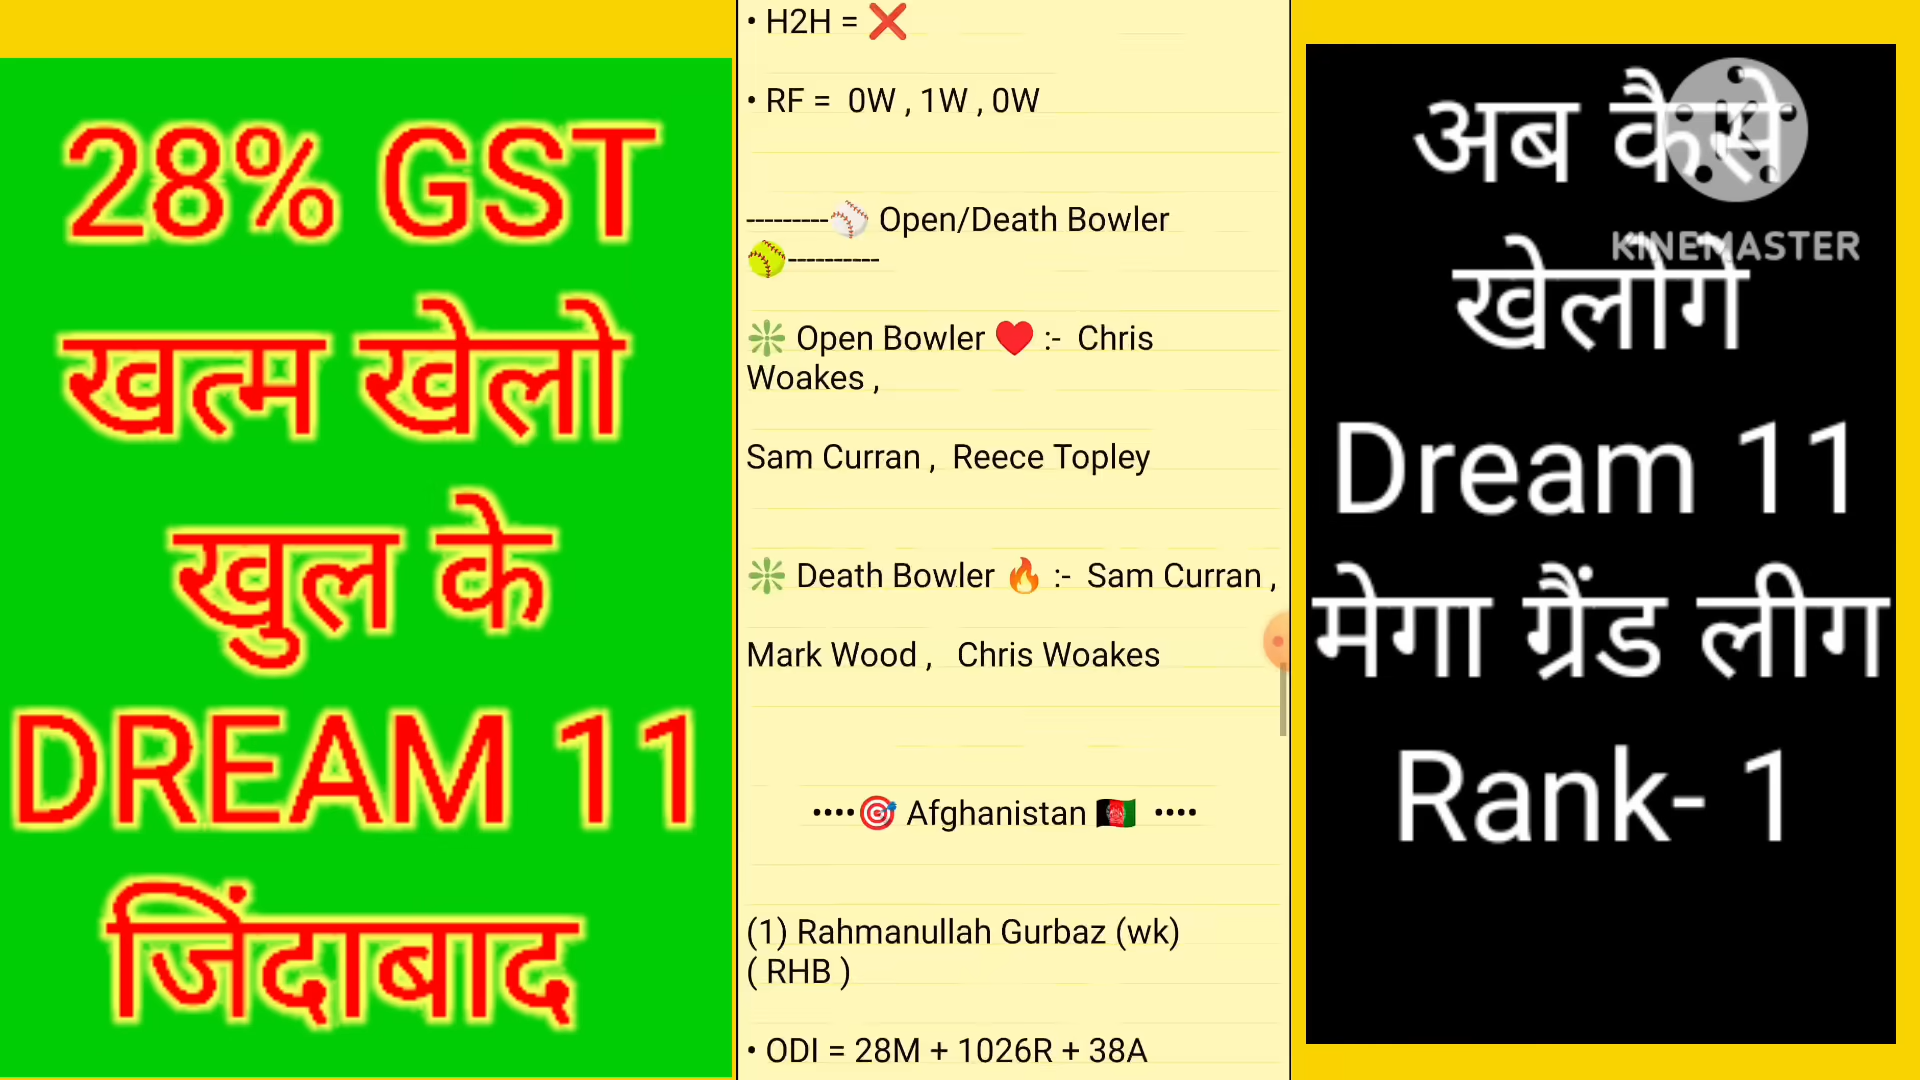 28% GST
खत्म खेलो
खुल के
DREAM 11
जिंदाबाद
• H2H = ❌
• RF = 0W , 1W , 0W
---------⚾ Open/Death Bowler
🥎----------
❇️ Open Bowler ♥️ :- Chris
Woakes ,
Sam Curran , Reece Topley
❇️ Death Bowler 🔥 :- Sam Curran ,
Mark Wood , Chris Woakes
••••🎯 Afghanistan 🇦🇫 ••••
(1) Rahmanullah Gurbaz (wk)
( RHB )
• ODI = 28M + 1026R + 38A
अब कैसे
खेलोगे
Dream 11
मेगा ग्रैंड लीग
Rank- 1
KINEMASTER